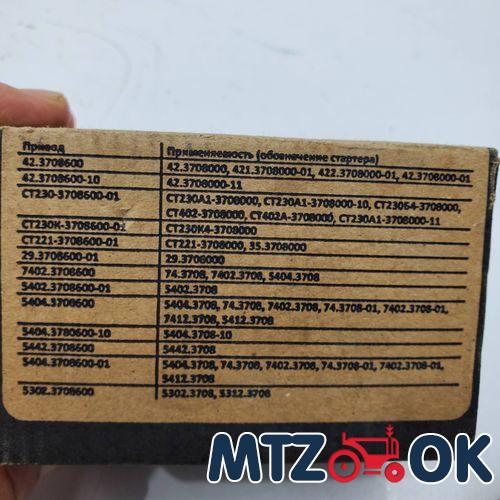 Привод Применяемость (обозначение стартера)
42.3708600 42.3708000, 421.3708000-01, 422.3708000-01, 42.3708000-01
42.3708600-10 42.3708000-11
СТ230-3708600-01 СТ230А1-3708000, СТ230А1-3708000-10, СТ230Б4-3708000,
СТ402-3708000, СТ402А-3708000, СТ230А1-3708000-11
СТ230К-3708600-01 СТ230К4-3708000
СТ221-3708600-01 СТ221-3708000, 35.3708000
29.3708600 29.3708000
7402.3708600 74.3708, 7402.3708, 5404.3708
5402.3708600-01 5402.3708
5404.3708600 5404.3708, 74.3708, 7402.3708, 74.3708-01, 7402.3708-01,
7412.3708, 5412.3708
5404.3780600-10 5404.3708-10
5442.3708600 5442.3708
5404.3708600-01 5404.3708, 74.3708, 7402.3708, 74.3708-01, 7402.3708-01,
5412.3708
5302.3708600 5302.3708, 5312.3708
MTZ OK